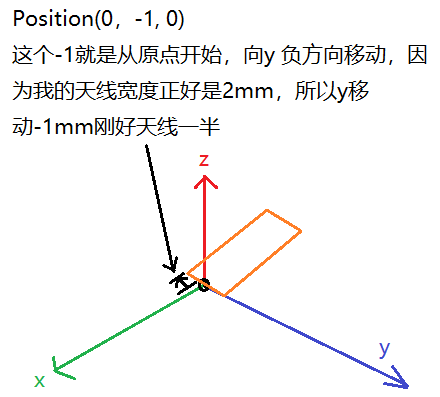 Position(0，-1, 0)
这个-1就是从原点开始，向y 负方向移动，因
为我的天线宽度正好是2mm，所以y移
动-1mm刚好天线一半
z
x
y